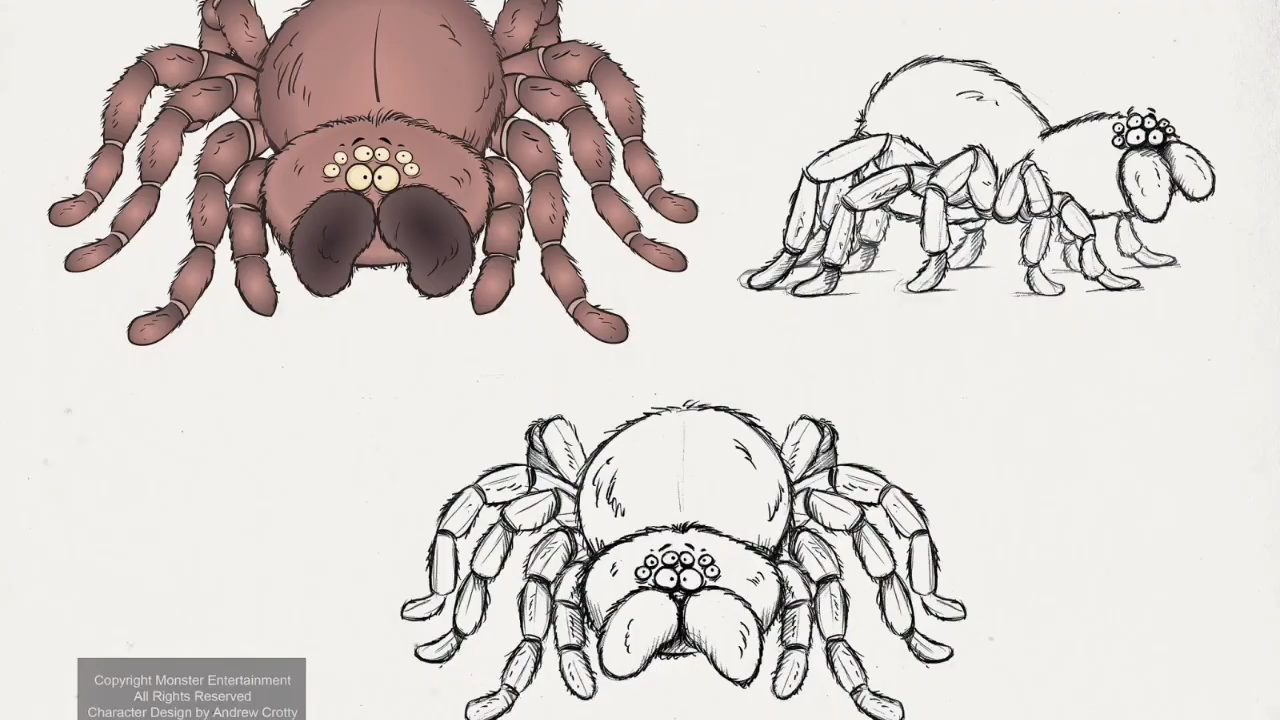 Copyright Monster Entertainment
All Rights Reserved
Character Design by Andrew Crotty